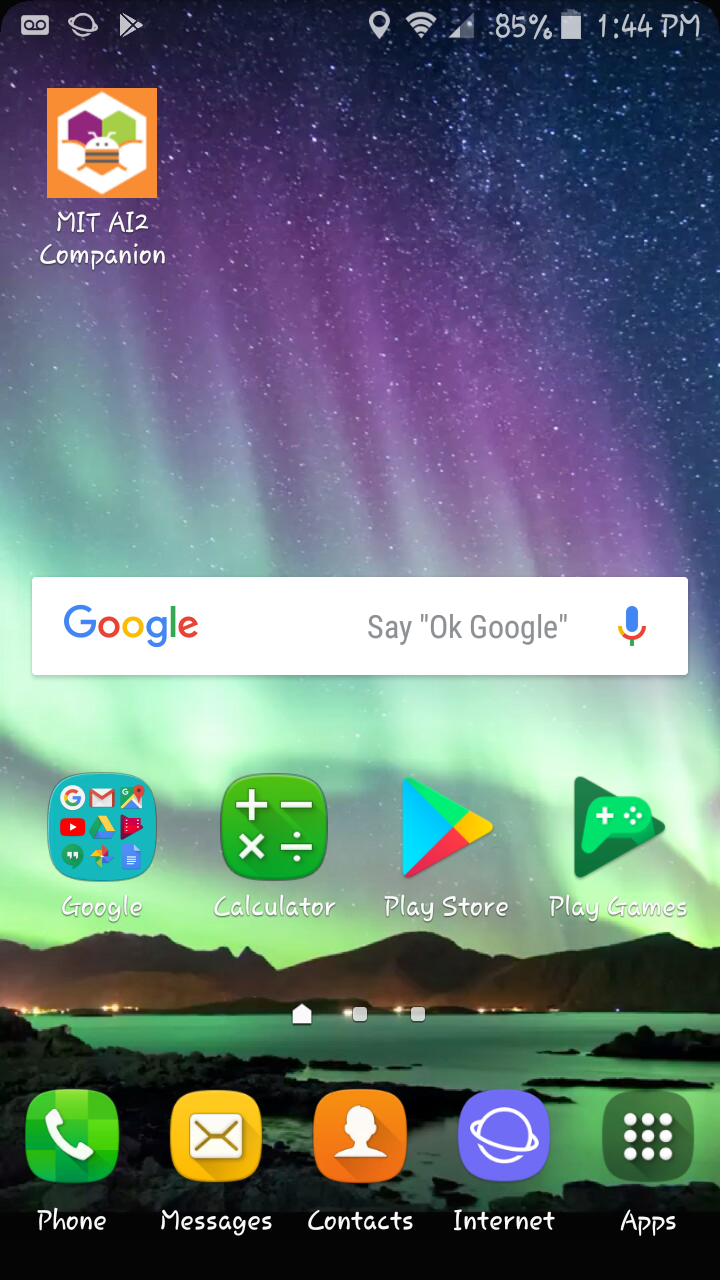 85% 1:44 PM
MIT AI2
Companion
Google Say "Ok Google"
Google Calculator Play Store Play Games
Phone Messages Contacts Internet Apps